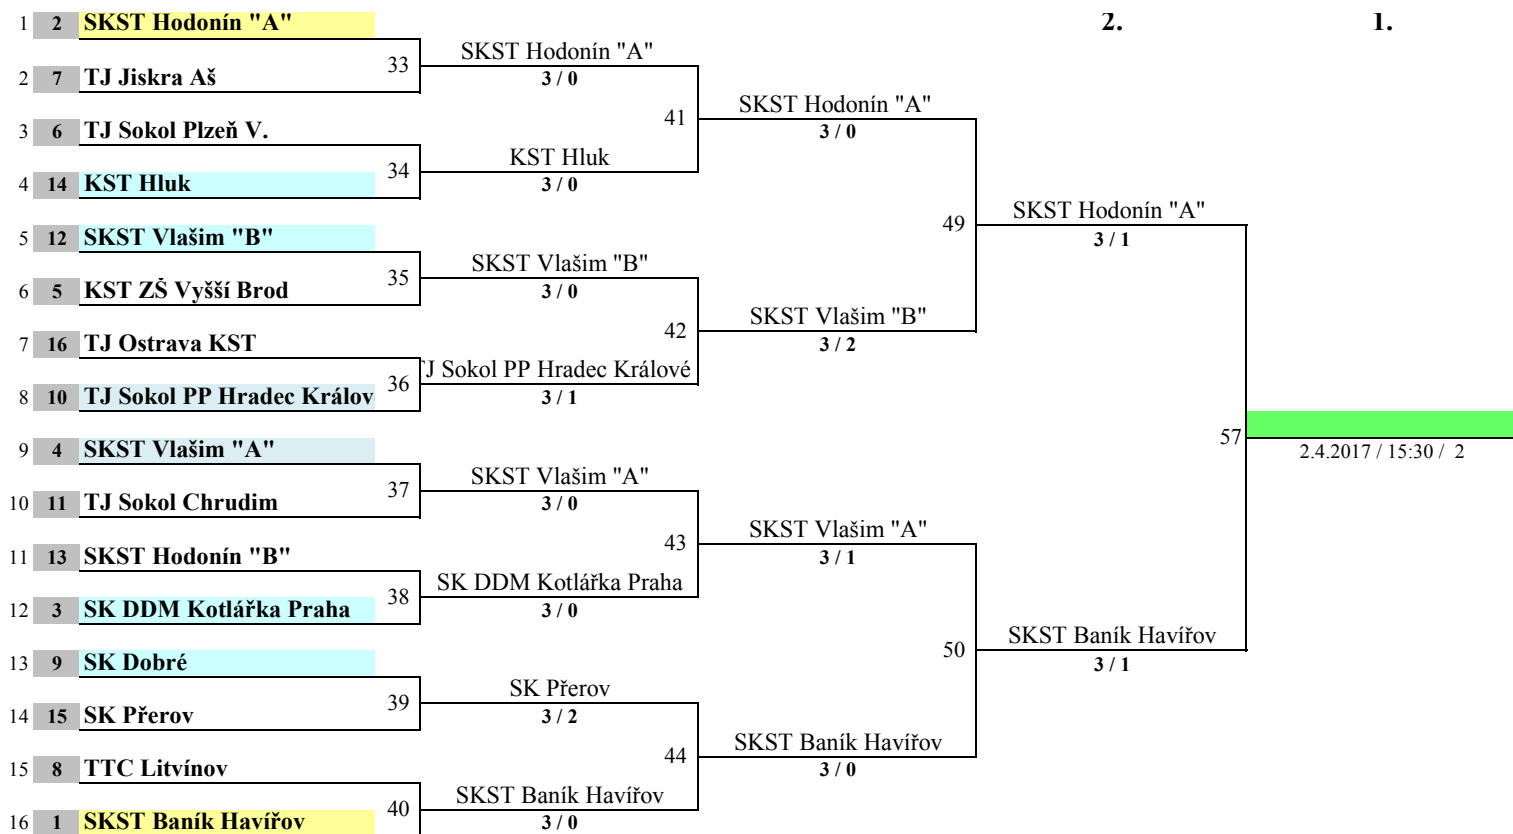 2. 1.
1 2 SKST Hodonín "A"
33 SKST Hodonín "A"
3 / 0
2 7 TJ Jiskra Aš
41 SKST Hodonín "A"
3 / 0
3 6 TJ Sokol Plzeň V.
34 KST Hluk
3 / 0
4 14 KST Hluk
49 SKST Hodonín "A"
3 / 1
5 12 SKST Vlašim "B"
35 SKST Vlašim "B"
3 / 0
6 5 KST ZŠ Vyšší Brod
42 SKST Vlašim "B"
3 / 2
7 16 TJ Ostrava KST
36 TJ Sokol PP Hradec Králové
3 / 1
8 10 TJ Sokol PP Hradec Králov
57
2.4.2017 / 15:30 / 2
9 4 SKST Vlašim "A"
37 SKST Vlašim "A"
3 / 0
10 11 TJ Sokol Chrudim
43 SKST Vlašim "A"
3 / 1
11 13 SKST Hodonín "B"
38 SK DDM Kotlářka Praha
3 / 0
12 3 SK DDM Kotlářka Praha
50 SKST Baník Havířov
3 / 1
13 9 SK Dobré
39 SK Přerov
3 / 2
14 15 SK Přerov
44 SKST Baník Havířov
3 / 0
15 8 TTC Litvínov
40 SKST Baník Havířov
3 / 0
16 1 SKST Baník Havířov